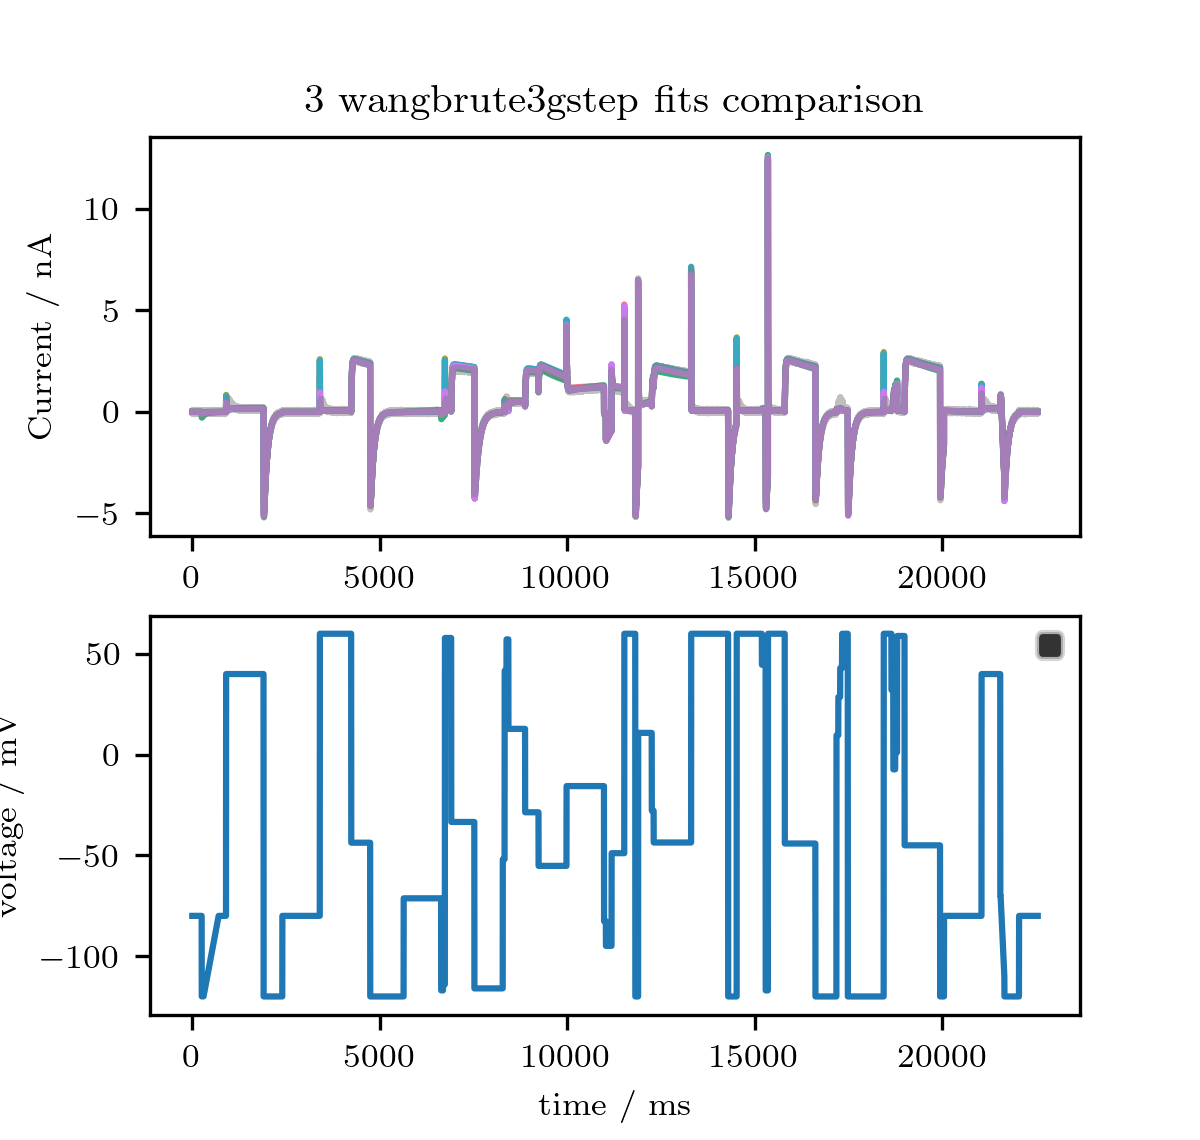 3 wangbrute3gstep fits comparison
Current / nA
10
5
0
−5
0 5000 10000 15000 20000
voltage / mV
50
0
−50
−100
0 5000 10000 15000 20000
time / ms